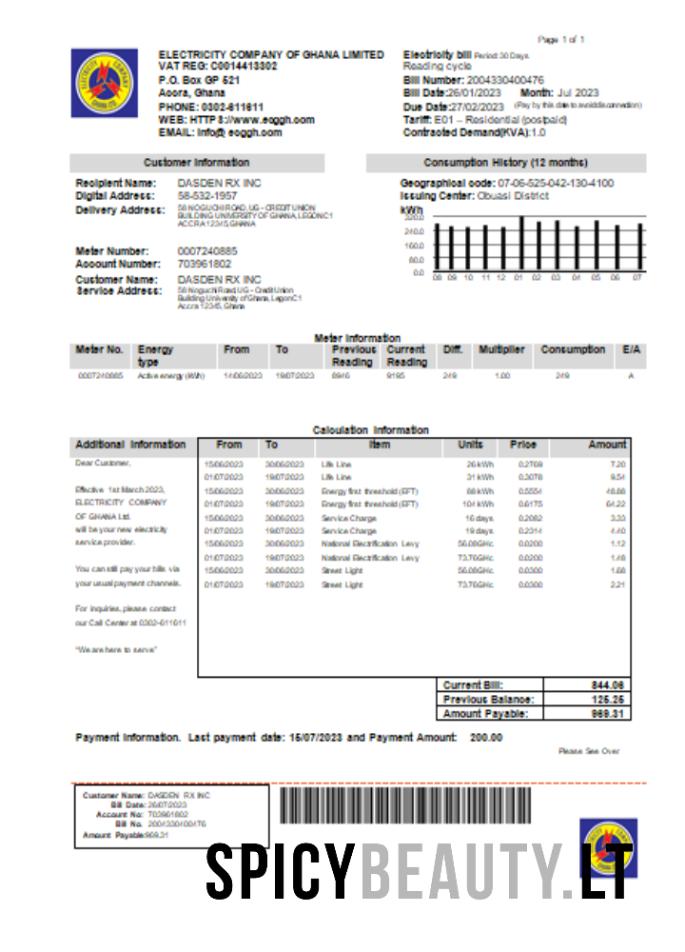 Page 1 of 1
ELECTRICITY COMPANY OF GHANA LIMITED
VAT REG: C0014413302
P.O. Box GP 521
Accra, Ghana
PHONE: 0302-611611
EMAIL: info@ ecggh.com
Electricity bill Period: 30 Days.
Reading cycle
Bill Number: 2004330400476
Bill Date:26/01/2023 Month: Jul 2023
Due Date:27/02/2023 (Pay by this date to avoid disconnection)
Tariff: E01 – Residential (postpaid)
Contracted Demand(KVA):1.0
Customer Information
Recipient Name: DASDEN RX INC
Digital Address: 58-532-1957
Delivery Address: 58 NOGUCHI ROAD, UG - CREDIT UNION
BUILDING UNIVERSITY OF GHANA, LEGON C1
ACCRA 12345, GHANA
Meter Number: 0007240885
Account Number: 703961802
Customer Name: DASDEN RX INC
Service Address: 58 Noguchi Road, UG - Credit Union
Building University of Ghana, Legon C1
Accra 12345, Ghana
Consumption History (12 months)
Geographical code: 07-06-525-042-130-4100
Issuing Center: Obuasi District
kWh
320.0
240.0
160.0
80.0
0.0
08 09 10 11 12 01 02 03 04 05 06 07
Meter Information
Meter No. Energy type From To Previous Reading Current Reading Diff. Multiplier Consumption E/A
0007240885 Active energy (kWh) 14/06/2023 19/07/2023 8946 9195 249 1.00 249 A
Calculation Information
Additional Information
Dear Customer,
Effective 1st March 2023,
ELECTRICITY COMPANY
OF GHANA Ltd.
will be your new electricity
service provider.
You can still pay your bills via
your usual payment channels.
For inquiries, please contact
our Call Center at 0302-611611
"We are here to serve"
From To Item Units Price Amount
15/06/2023 30/06/2023 Life Line 26 kWh 0.2769 7.20
01/07/2023 19/07/2023 Life Line 31 kWh 0.3078 9.54
15/06/2023 30/06/2023 Energy first threshold (EFT) 88 kWh 0.5554 48.88
01/07/2023 19/07/2023 Energy first threshold (EFT) 104 kWh 0.6175 64.22
15/06/2023 30/06/2023 Service Charge 16 days 0.2082 3.33
01/07/2023 19/07/2023 Service Charge 19 days 0.2314 4.40
15/06/2023 30/06/2023 National Electrification Levy 56.08GHc 0.0200 1.12
01/07/2023 19/07/2023 National Electrification Levy 73.76GHc 0.0200 1.48
15/06/2023 30/06/2023 Street Light 56.08GHc 0.0300 1.68
01/07/2023 19/07/2023 Street Light 73.76GHc 0.0300 2.21
Current Bill: 844.06
Previous Balance: 125.25
Amount Payable: 969.31
Payment Information. Last payment date: 15/07/2023 and Payment Amount: 200.00
Please See Over
Customer Name: DASDEN RX INC
Bill Date: 26/07/2023
Account No: 703961802
Bill No. 2004330400476
Amount Payable:969.31
SPICYBEAUTY.LT